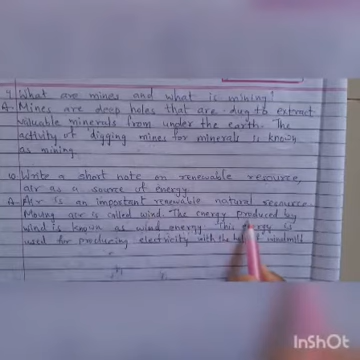 What are mines and what is mining?
A. Mines are deep holes that are dug to extract
valuable minerals from under the earth. The
activity of digging mines for minerals is known
as mining.
Write a short note on renewable resource,
air as a source of energy.
A. Air is an important renewable natural resource.
Moving air is called wind. The energy produced by
wind is known as wind energy. This energy is
used for producing electricity with the help of windmill
InShOt